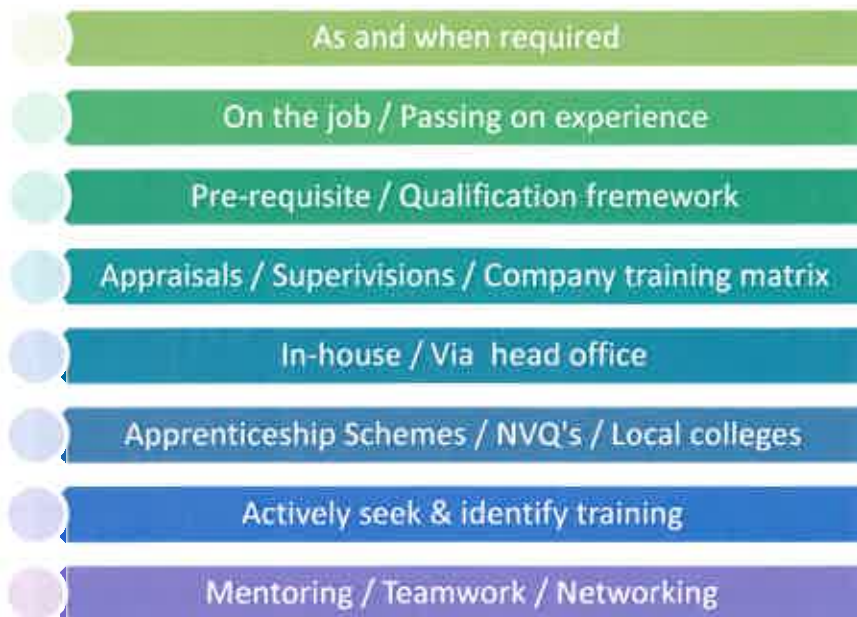 As and when required
On the job / Passing on experience
Pre-requisite / Qualification fremework
Appraisals / Superivisions / Company training matrix
In-house / Via head office
Apprenticeship Schemes / NVQ's / Local colleges
Actively seek & identify training
Mentoring / Teamwork / Networking